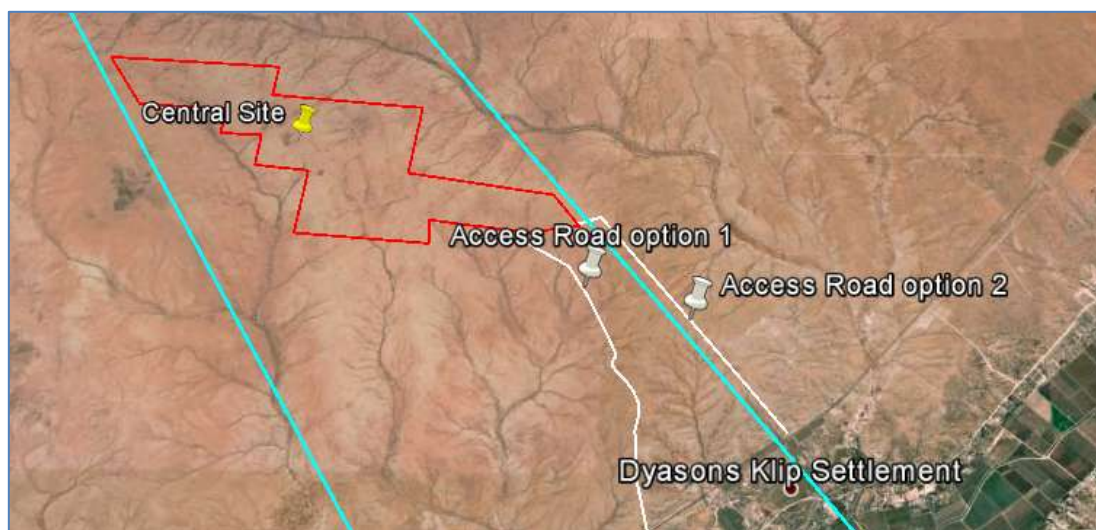 Central Site
Access Road option 1
Access Road option 2
Dyasons Klip Settlement